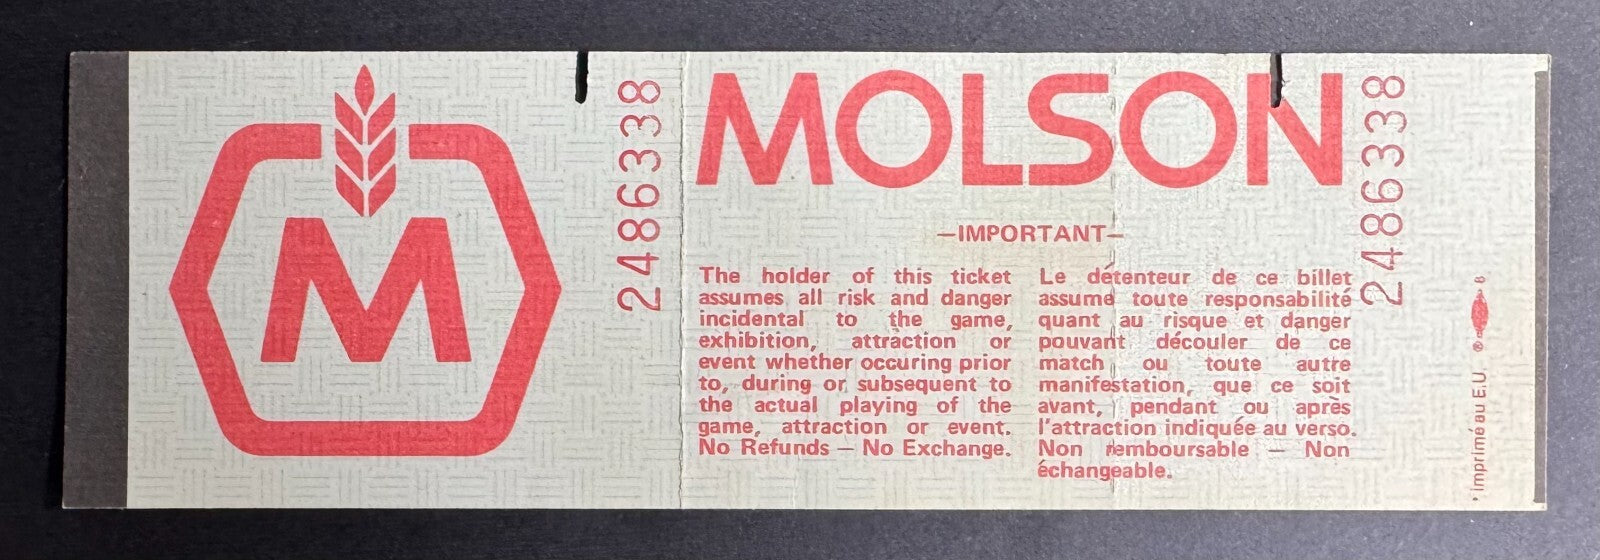 M
2486338
MOLSON
—IMPORTANT—
The holder of this ticket
assumes all risk and danger
incidental to the game,
exhibition, attraction or
event whether occuring prior
to, during or subsequent to
the actual playing of the
game, attraction or event.
No Refunds — No Exchange.
Le détenteur de ce billet
assume toute responsabilité
quant au risque et danger
pouvant découler de ce
match ou toute autre
manifestation, que ce soit
avant, pendant ou après
l'attraction indiquée au verso.
Non remboursable — Non
échangeable.
2486338
Imprimé au E.U. ® 8